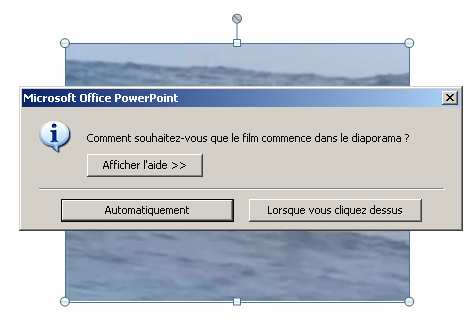 Microsoft Office PowerPoint
Comment souhaitez-vous que le film commence dans le diaporama ?
Afficher l'aide >>
Automatiquement
Lorsque vous cliquez dessus